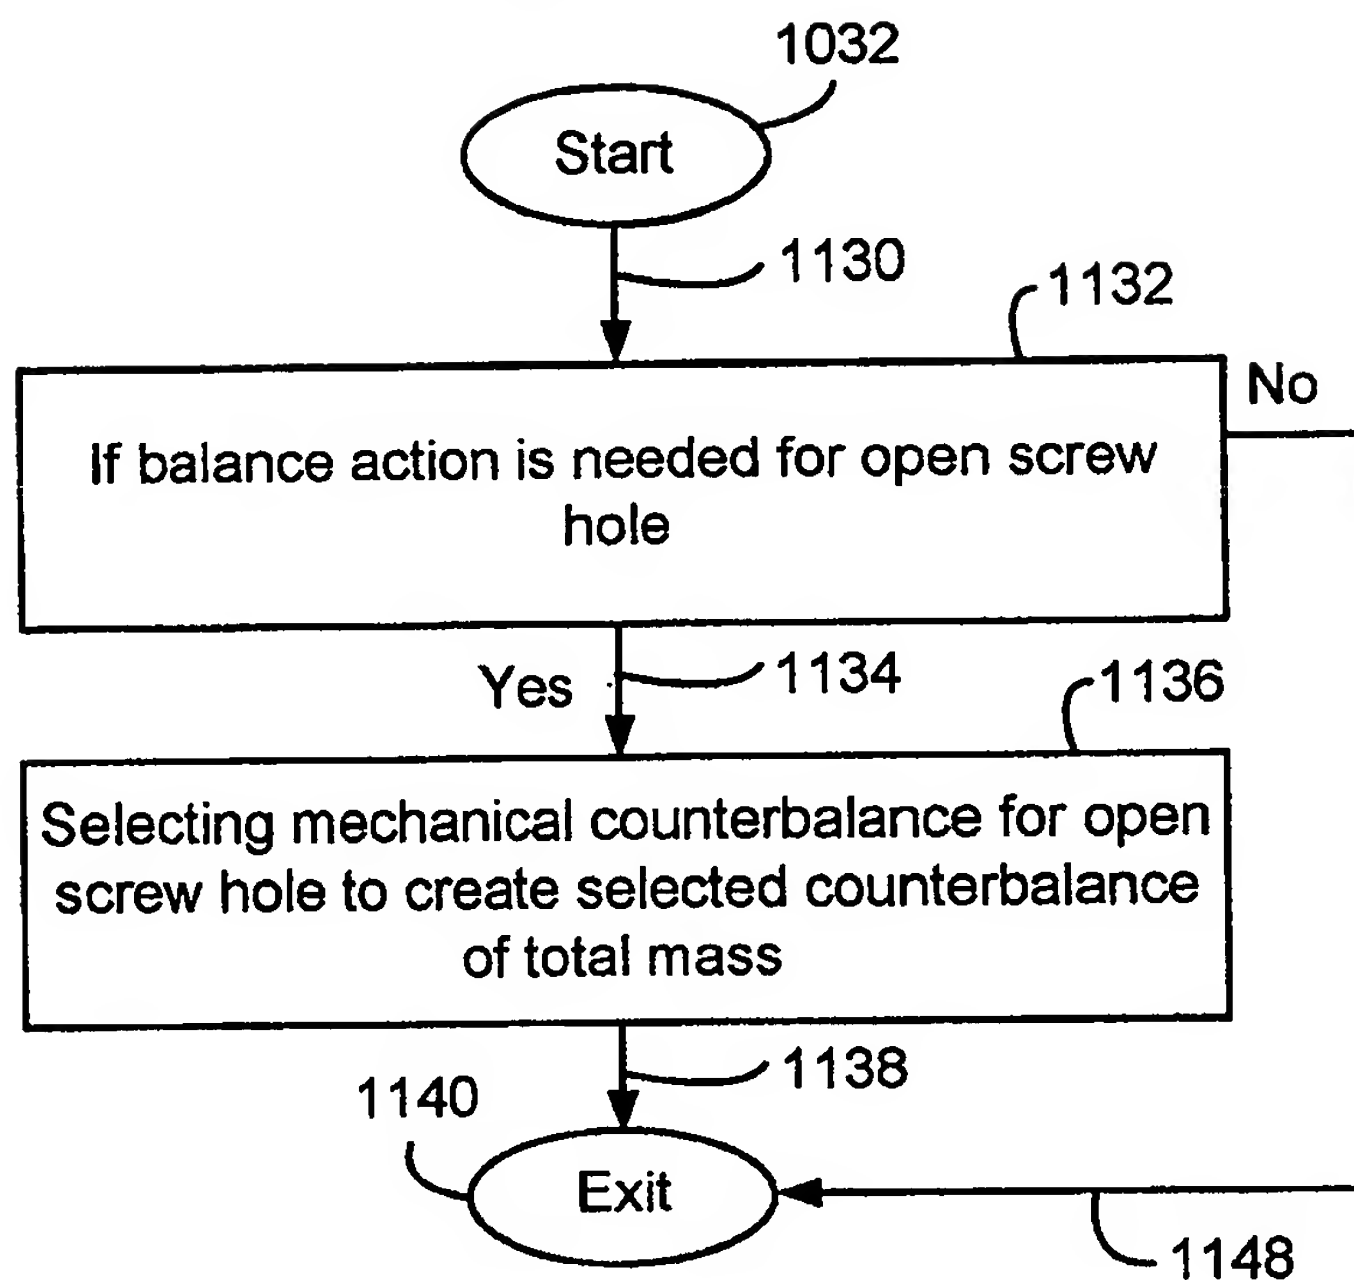 1032
Start
1130
1132
No
If balance action is needed for open screw
hole
Yes
1134
1136
Selecting mechanical counterbalance for open
screw hole to create selected counterbalance
of total mass
1138
1140
Exit
1148